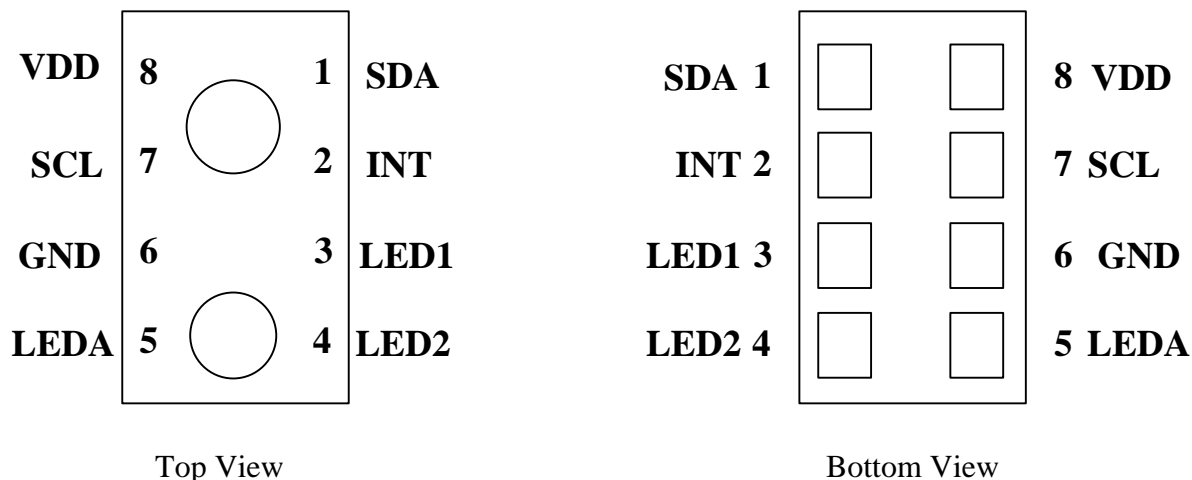 VDD 8 1 SDA
SCL 7 2 INT
GND 6 3 LED1
LEDA 5 4 LED2
Top View
SDA 1 8 VDD
INT 2 7 SCL
LED1 3 6 GND
LED2 4 5 LEDA
Bottom View